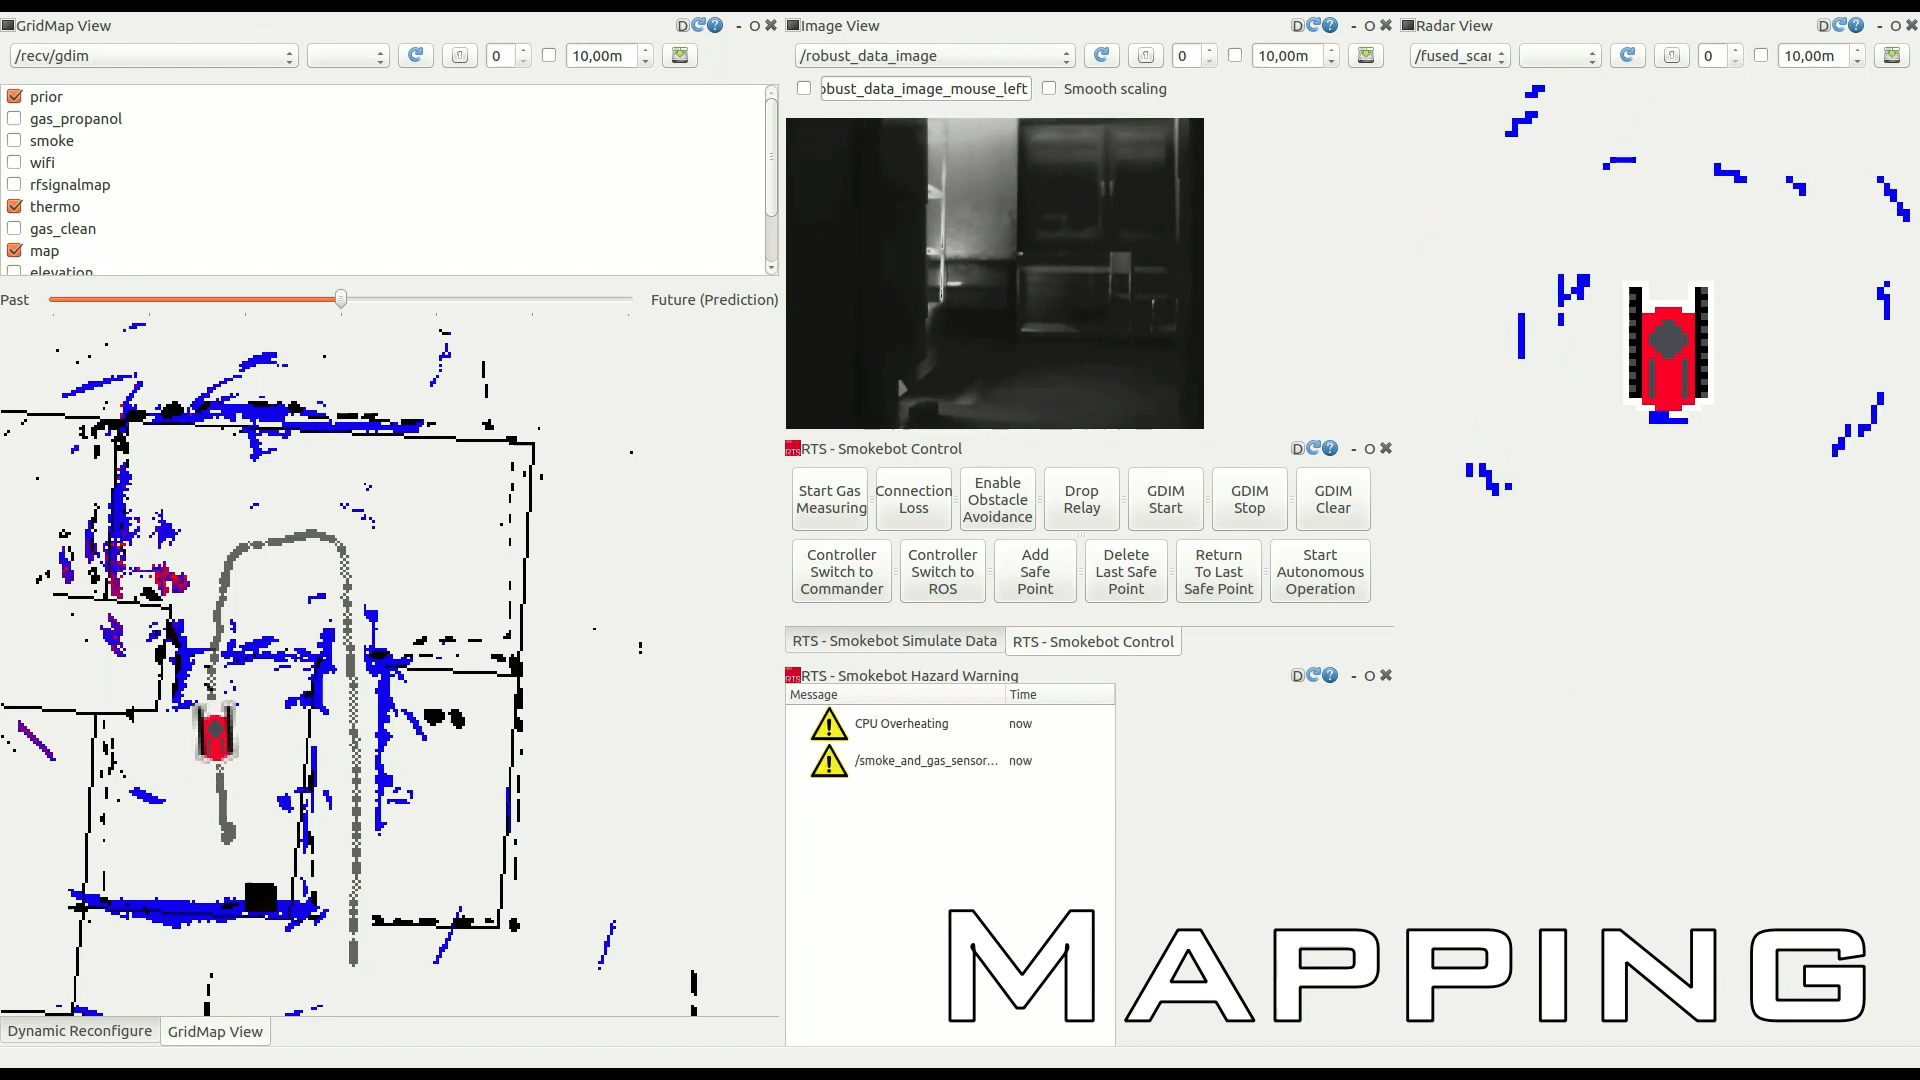 GridMap View
/recv/gdim
0
10,00m
prior
gas_propanol
smoke
wifi
rfsignalmap
thermo
gas_clean
map
elevation
Past
Future (Prediction)
Dynamic Reconfigure
GridMap View
Image View
/robust_data_image
0
10,00m
obust_data_image_mouse_left
Smooth scaling
RTS - Smokebot Control
Start Gas Measuring
Connection Loss
Enable Obstacle Avoidance
Drop Relay
GDIM Start
GDIM Stop
GDIM Clear
Controller Switch to Commander
Controller Switch to ROS
Add Safe Point
Delete Last Safe Point
Return To Last Safe Point
Start Autonomous Operation
RTS - Smokebot Simulate Data
RTS - Smokebot Control
RTS - Smokebot Hazard Warning
Message Time
CPU Overheating now
/smoke_and_gas_sensor... now
Radar View
/fused_scar
0
10,00m
MAPPING